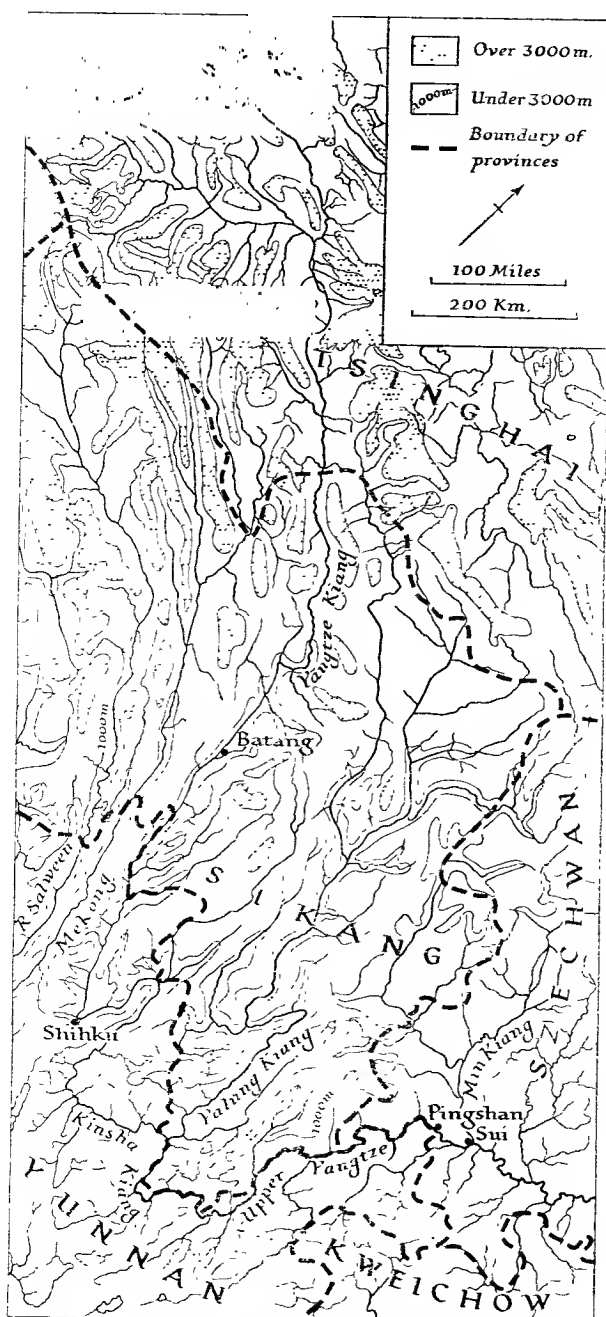 Over 3000m.
1000m
Under 3000m
Boundary of
provinces
100 Miles
200 Km.
TSINGHAI
Yangtze Kiang
1000m
Batang
R Salween
Mekong
SIKANG
SZECHWAN
Shihku
Yalung Kiang
Min Kiang
1000m
Pingshan
Sui
Kinsha
Kiang
Upper
Yangtze
YUNNAN
KWEICHOW